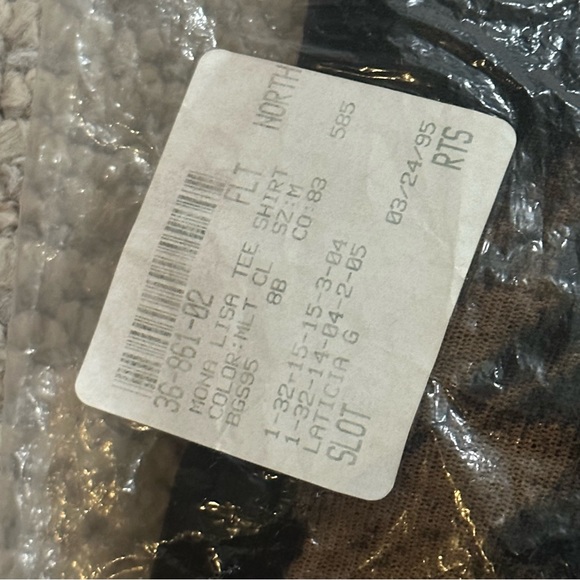 FLT NORTH
36-861-02 585
MONA LISA TEE SHIRT
COLOR:MLT CL SZ:M
BGS95 8B CO:83
1-32-15-15-3-04 03/24/95
1-32-14-04-2-05 RTS
LATICIA G
SLOT